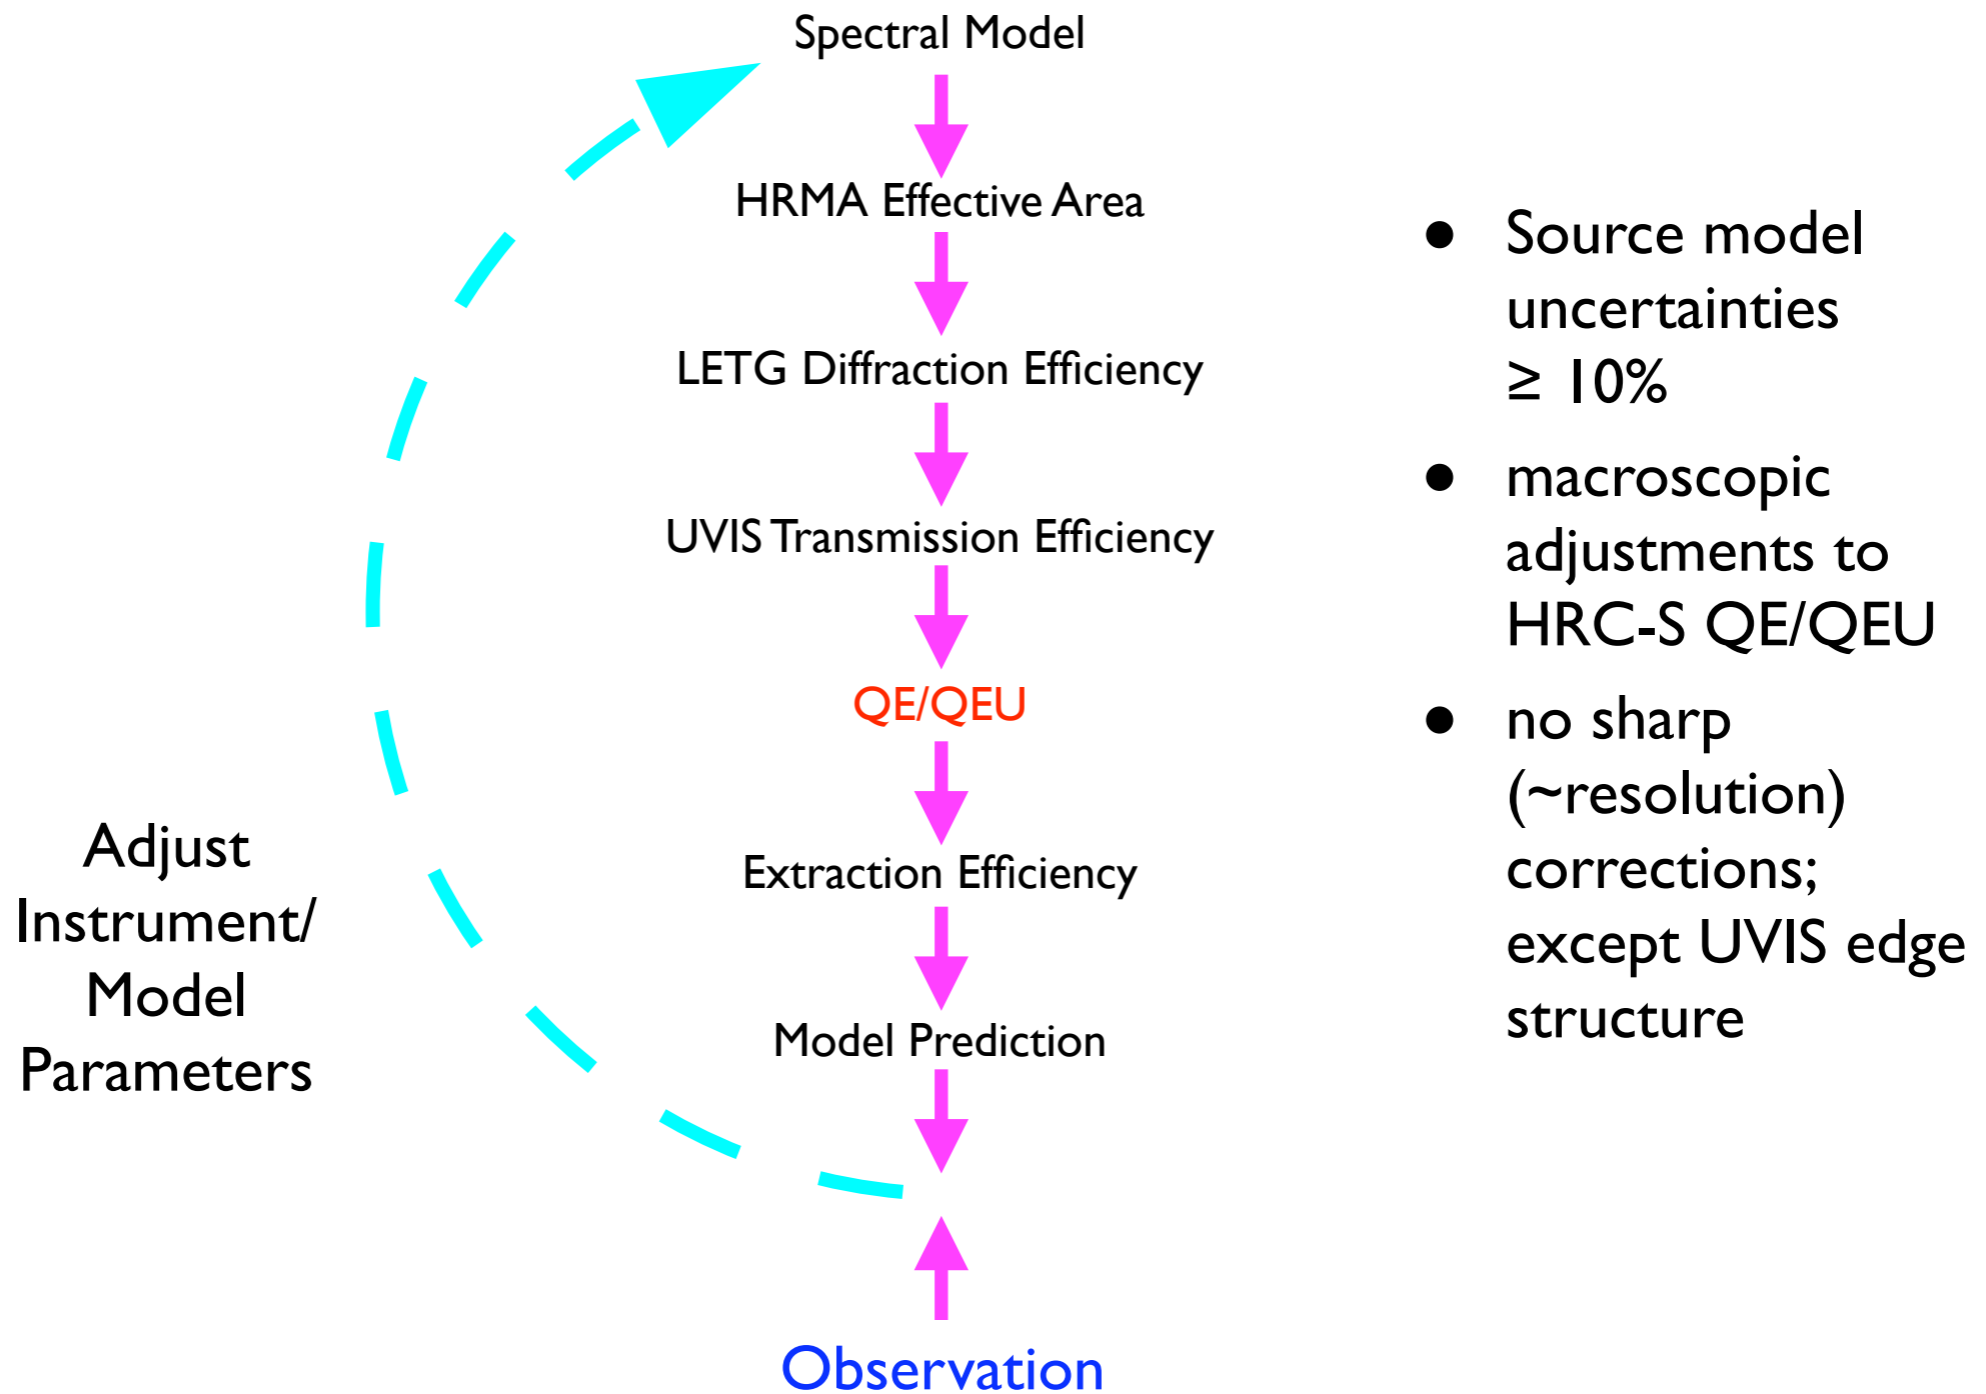 Spectral Model
HRMA Effective Area
LETG Diffraction Efficiency
UVIS Transmission Efficiency
QE/QEU
Extraction Efficiency
Model Prediction
Observation
Adjust
Instrument/
Model
Parameters
● Source model
uncertainties
≥ 10%
● macroscopic
adjustments to
HRC-S QE/QEU
● no sharp
(~resolution)
corrections;
except UVIS edge
structure